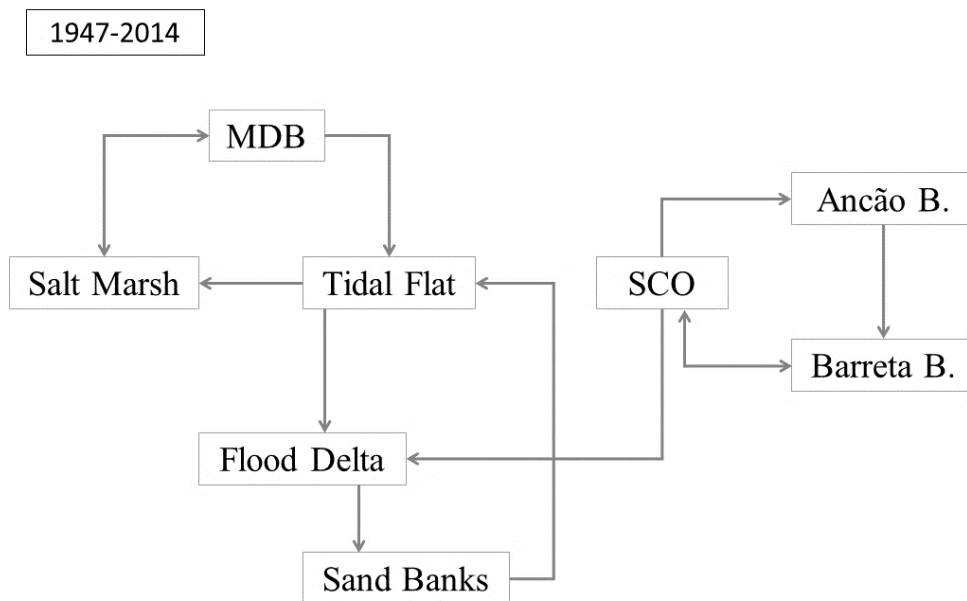 1947-2014
MDB
Ancão B.
Salt Marsh
Tidal Flat
SCO
Barreta B.
Flood Delta
Sand Banks